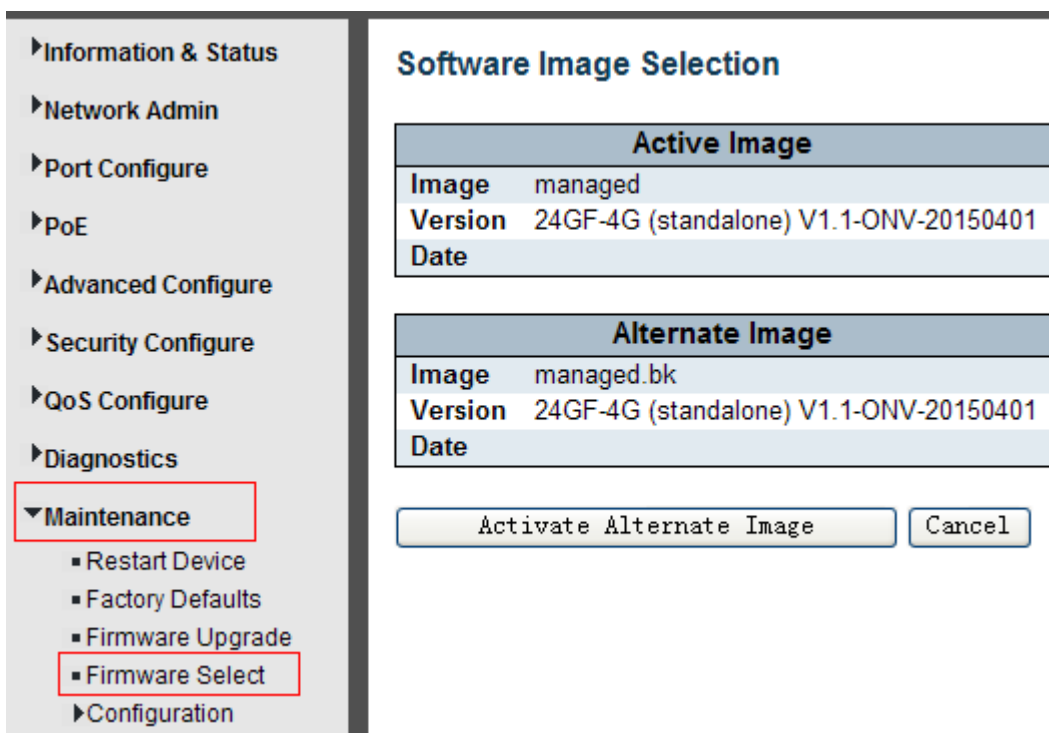 Information & Status
Network Admin
Port Configure
PoE
Advanced Configure
Security Configure
QoS Configure
Diagnostics
Maintenance
Restart Device
Factory Defaults
Firmware Upgrade
Firmware Select
Configuration
Software Image Selection
Active Image
Image managed
Version 24GF-4G (standalone) V1.1-ONV-20150401
Date
Alternate Image
Image managed.bk
Version 24GF-4G (standalone) V1.1-ONV-20150401
Date
Activate Alternate Image Cancel